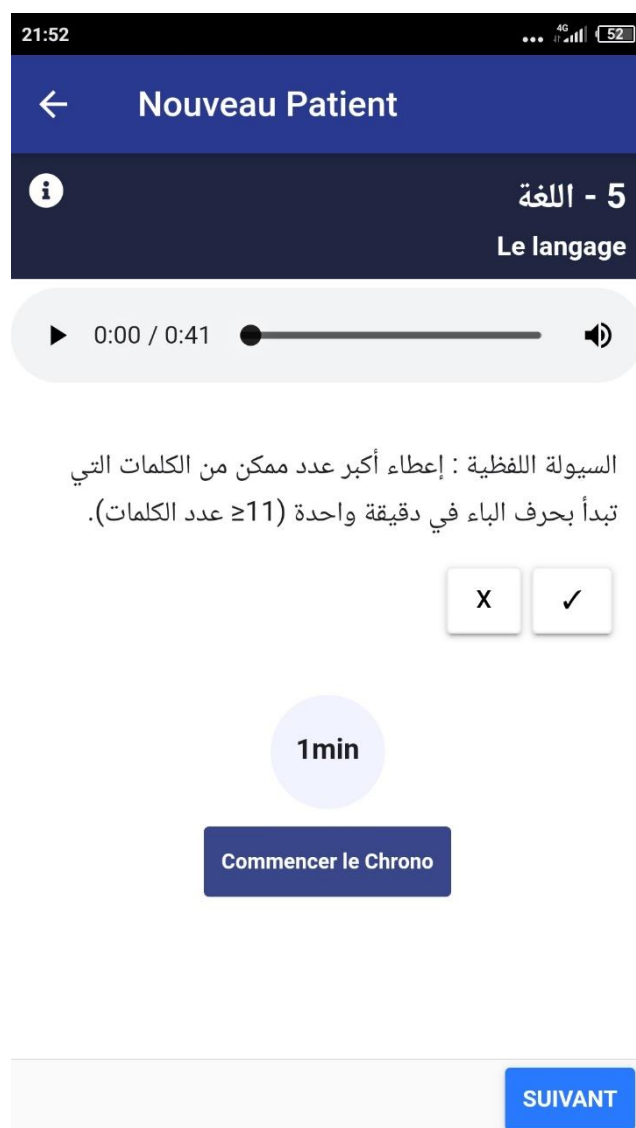 21:52
4G 52
Nouveau Patient
5 - اللغة
Le langage
0:00 / 0:41
السيولة اللفظية : إعطاء أكبر عدد ممكن من الكلمات التي
تبدأ بحرف الباء في دقيقة واحدة (11≤ عدد الكلمات).
X ✓
1min
Commencer le Chrono
SUIVANT